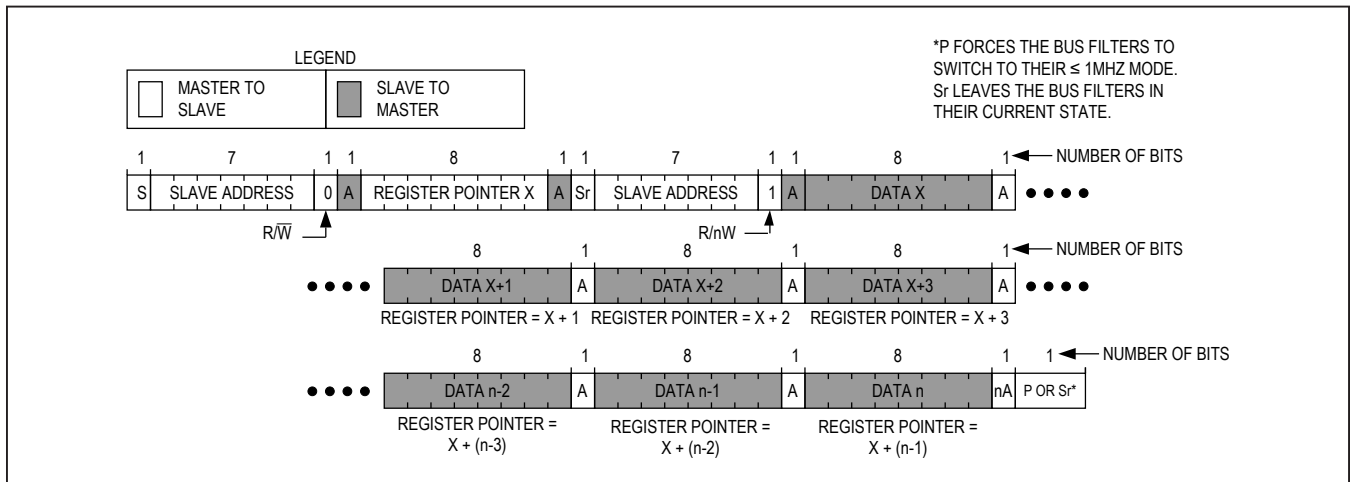 LEGEND
MASTER TO
SLAVE
SLAVE TO
MASTER
*P FORCES THE BUS FILTERS TO
SWITCH TO THEIR ≤ 1MHZ MODE.
Sr LEAVES THE BUS FILTERS IN
THEIR CURRENT STATE.
1 7 1 1 8 1 1 7 1 1 8 1 NUMBER OF BITS
S SLAVE ADDRESS 0 A REGISTER POINTER X A Sr SLAVE ADDRESS 1 A DATA X A
R/W̅ R/nW
8 1 8 1 8 1 NUMBER OF BITS
DATA X+1 A DATA X+2 A DATA X+3 A
REGISTER POINTER = X + 1 REGISTER POINTER = X + 2 REGISTER POINTER = X + 3
8 1 8 1 8 1 1 NUMBER OF BITS
DATA n-2 A DATA n-1 A DATA n nA P OR Sr*
REGISTER POINTER = REGISTER POINTER = REGISTER POINTER =
X + (n-3) X + (n-2) X + (n-1)